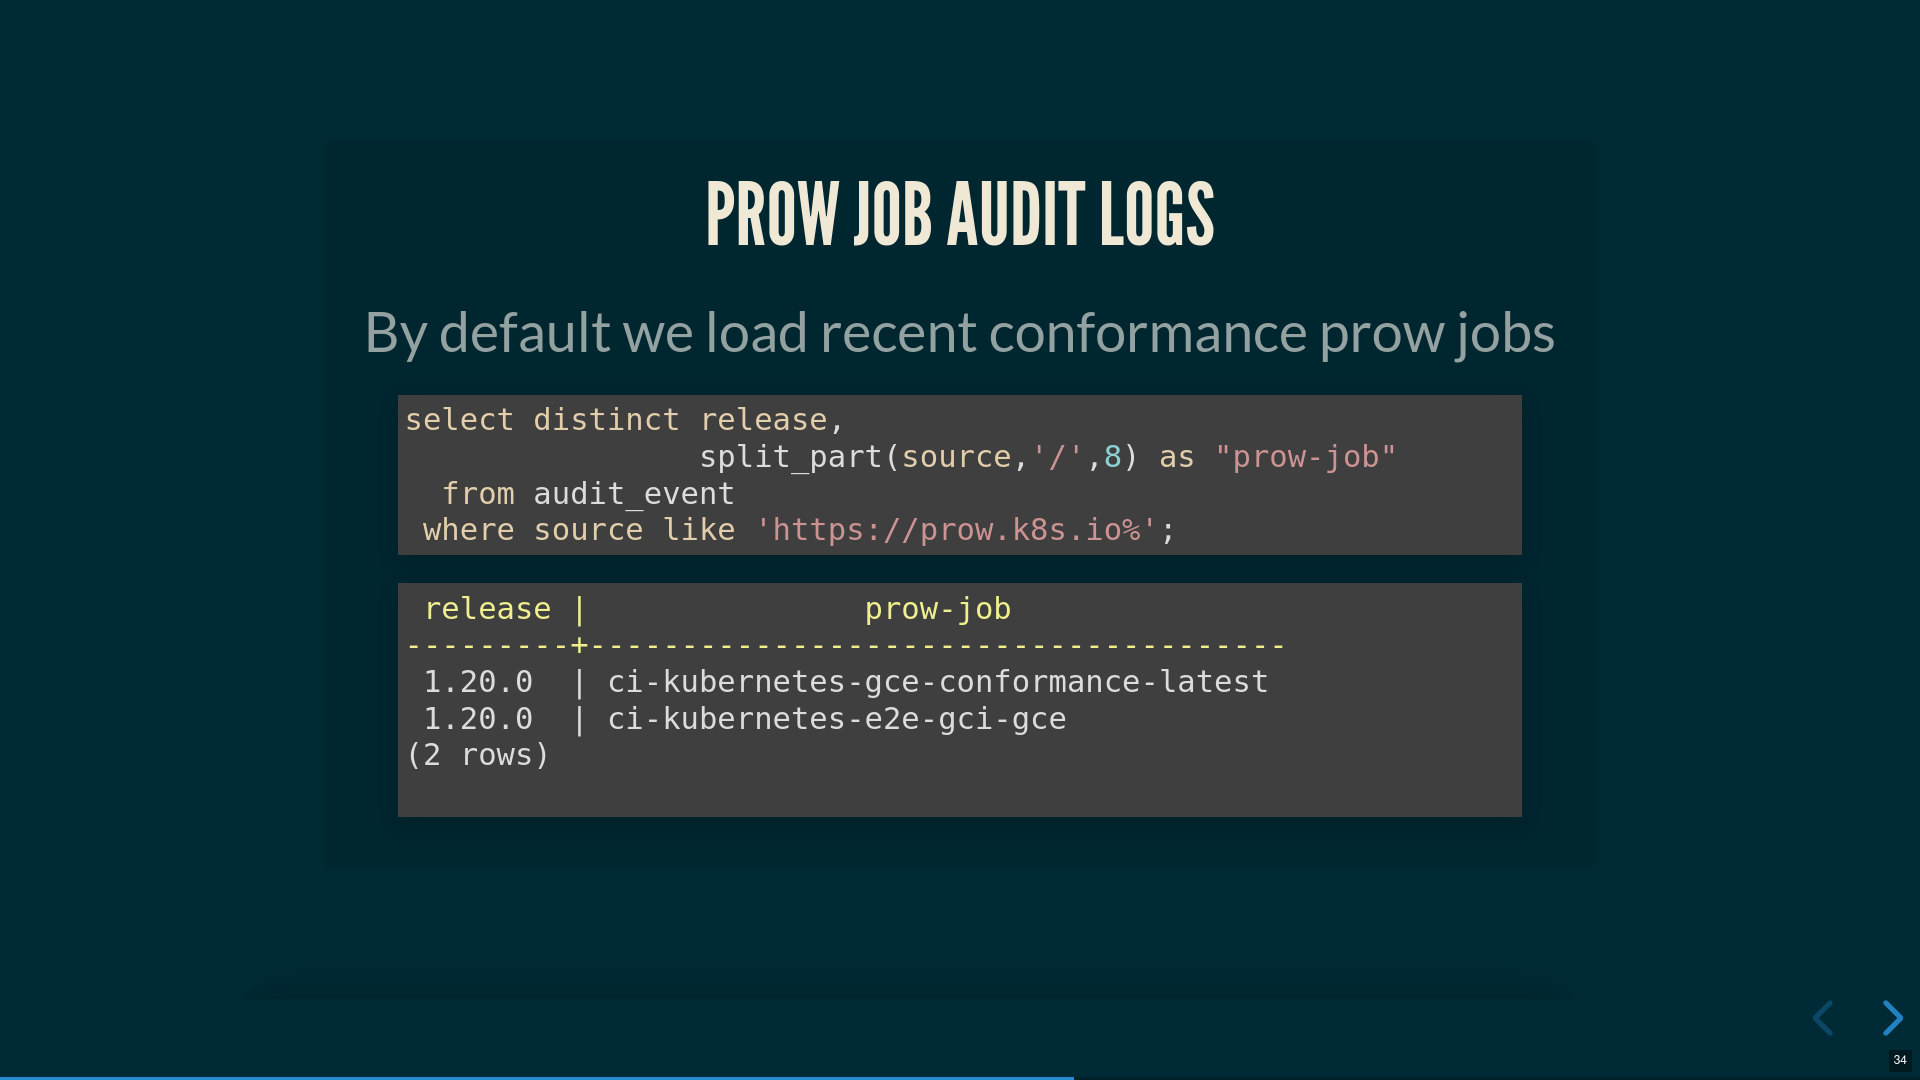 PROW JOB AUDIT LOGS
By default we load recent conformance prow jobs
select distinct release,
                split_part(source,'/',8) as "prow-job"
  from audit_event
 where source like 'https://prow.k8s.io%';
 release |               prow-job
---------+--------------------------------------
 1.20.0  | ci-kubernetes-gce-conformance-latest
 1.20.0  | ci-kubernetes-e2e-gci-gce
(2 rows)
34